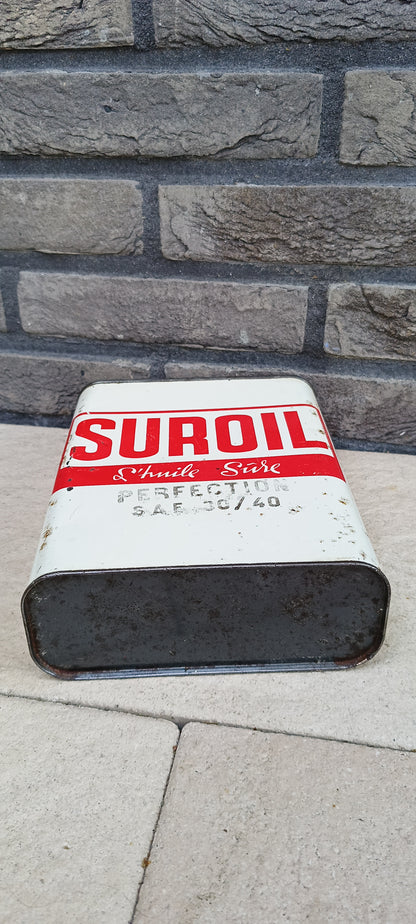 SUROIL
L'huile Sûre
PERFECTION
S.A.E. 30/40